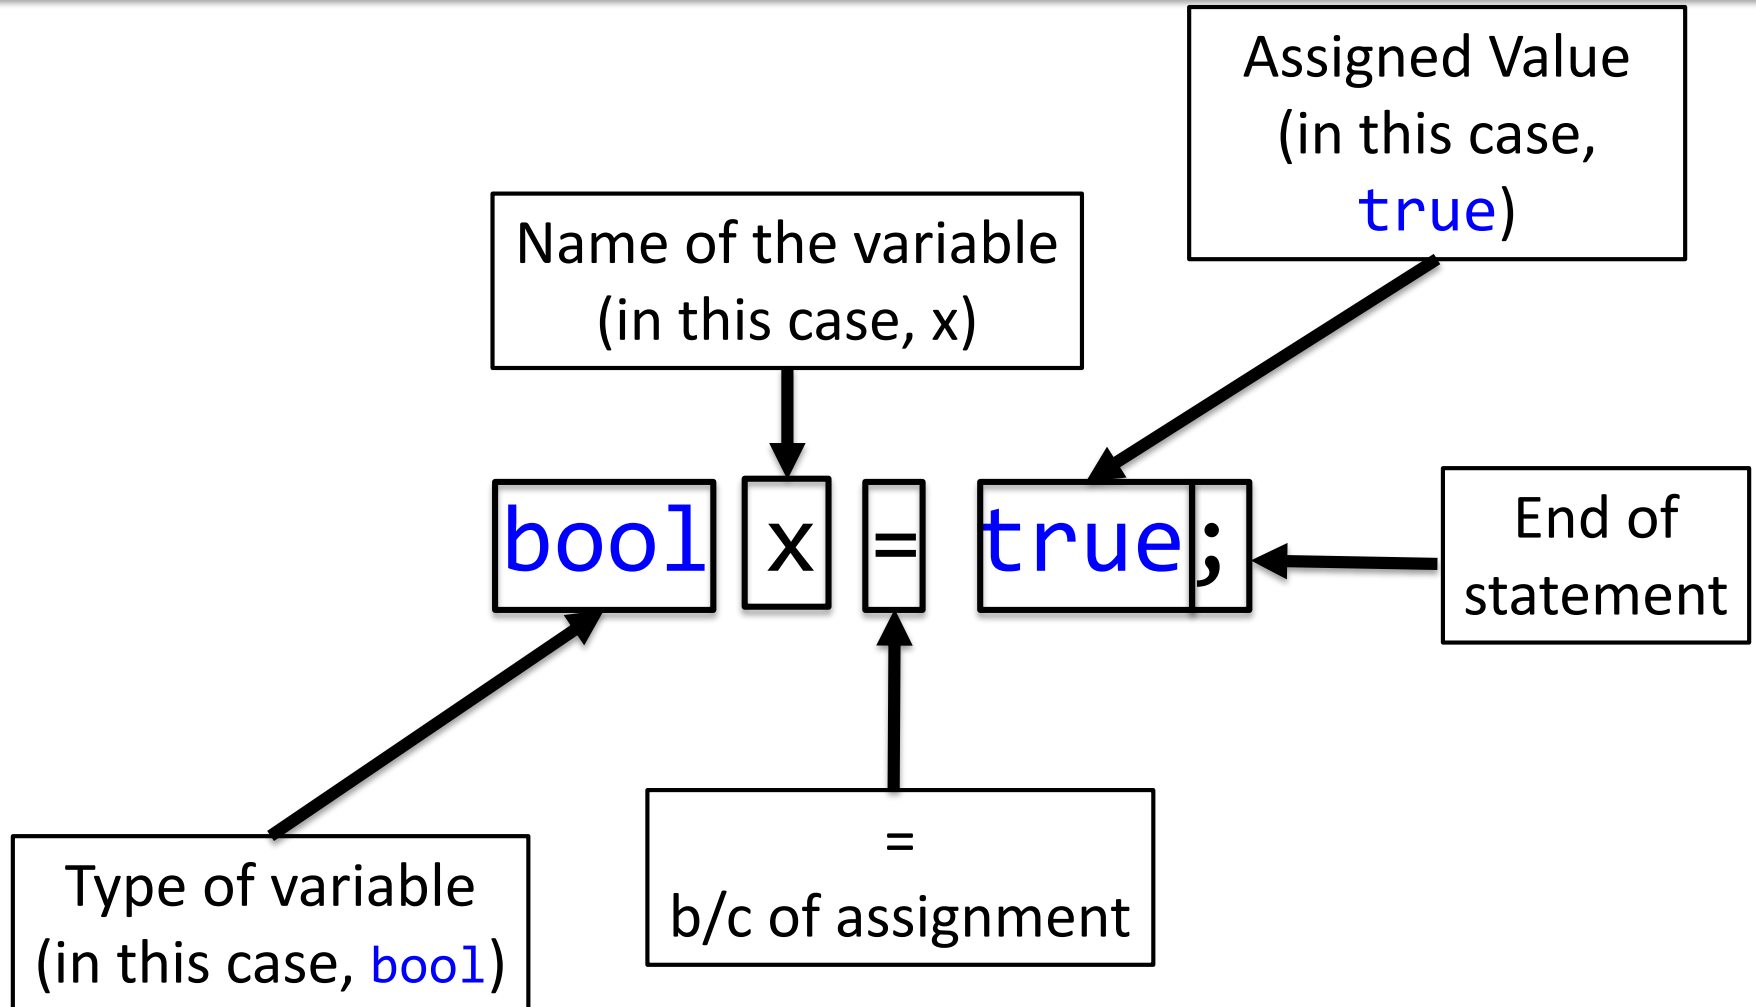 Assigned Value
(in this case,
true)
Name of the variable
(in this case, x)
bool x = true;
End of
statement
=
b/c of assignment
Type of variable
(in this case, bool)